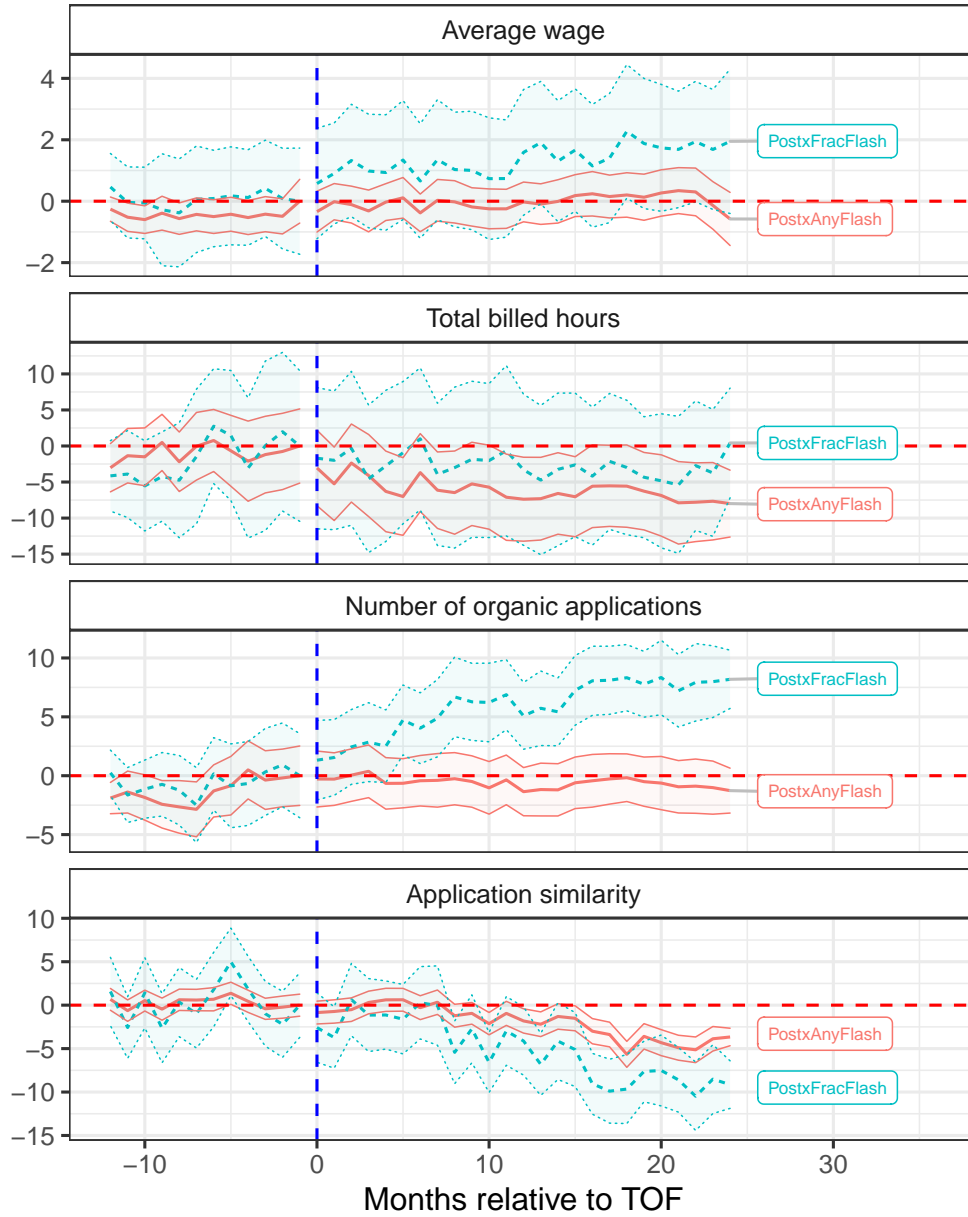 Average wage
4
2
0
−2
PostxFracFlash
PostxAnyFlash
Total billed hours
10
5
0
−5
−10
−15
PostxFracFlash
PostxAnyFlash
Number of organic applications
10
5
0
−5
PostxFracFlash
PostxAnyFlash
Application similarity
10
5
0
−5
−10
−15
PostxAnyFlash
PostxFracFlash
−10 0 10 20 30
Months relative to TOF